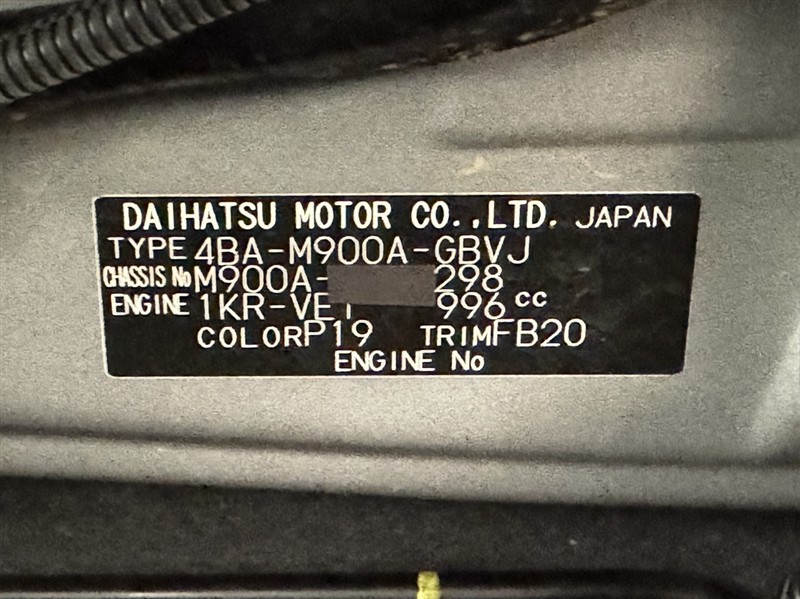 DAIHATSU MOTOR CO.,LTD. JAPAN
TYPE 4BA-M900A-GBVJ
CHASSIS No M900A- 298
ENGINE 1KR-VET 996 cc
COLOR P19 TRIM FB20
ENGINE No